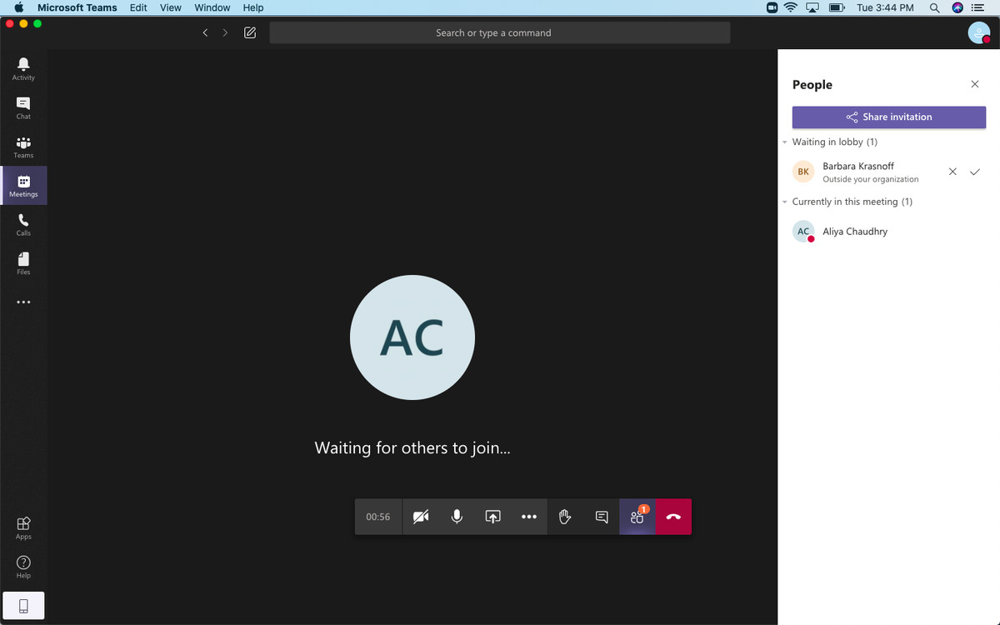 Microsoft Teams Edit View Window Help Tue 3:44 PM
Search or type a command
Activity
Chat
Teams
Meetings
Calls
Files
Apps
Help
AC
Waiting for others to join...
00:56
1
People
Share invitation
Waiting in lobby (1)
BK Barbara Krasnoff
Outside your organization
Currently in this meeting (1)
AC Aliya Chaudhry